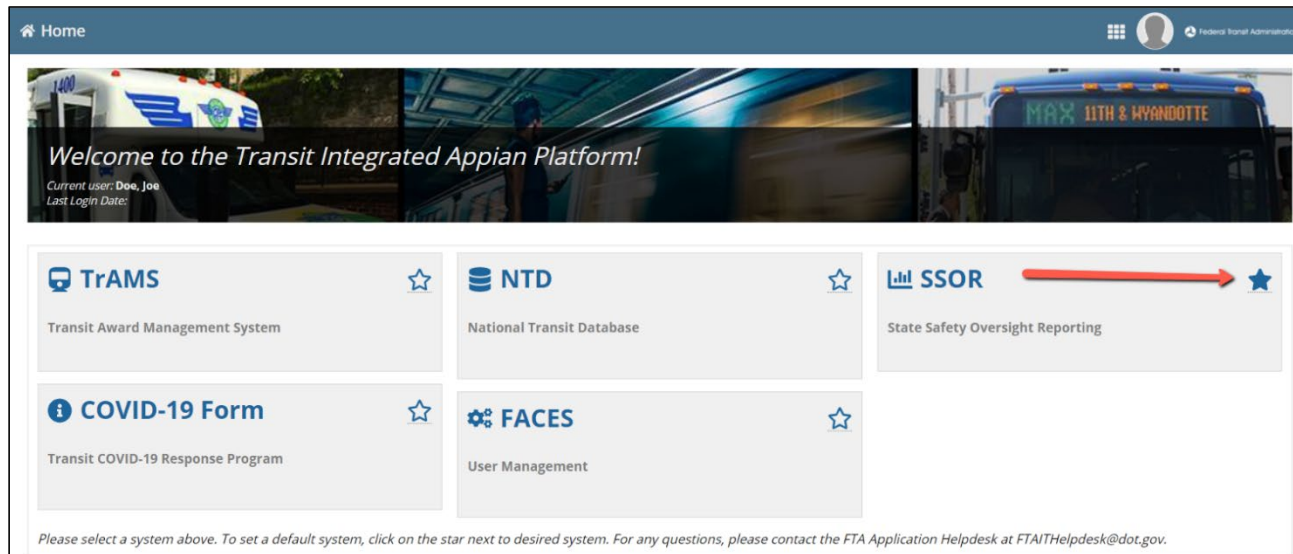 Home
Federal Transit Administratio
1400
MAX 11TH & WYANDOTTE
Welcome to the Transit Integrated Appian Platform!
Current user: Doe, Joe
Last Login Date:
TrAMS
Transit Award Management System
NTD
National Transit Database
SSOR
State Safety Oversight Reporting
COVID-19 Form
Transit COVID-19 Response Program
FACES
User Management
Please select a system above. To set a default system, click on the star next to desired system. For any questions, please contact the FTA Application Helpdesk at FTAITHelpdesk@dot.gov.